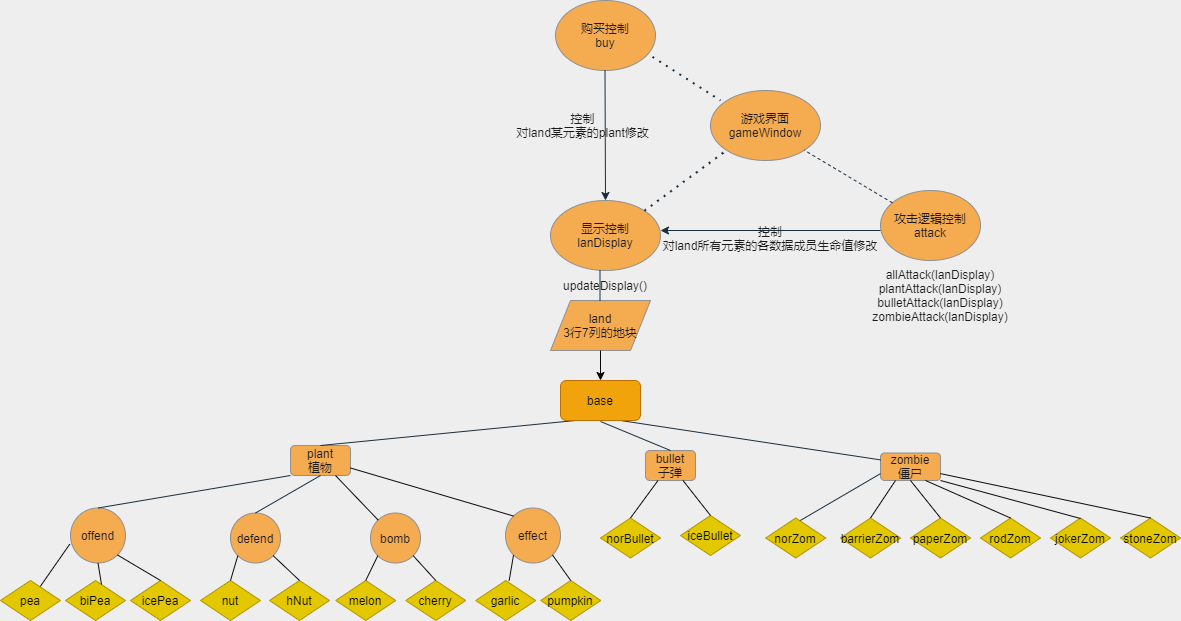 购买控制
buy
游戏界面
gameWindow
控制
对land某元素的plant修改
攻击逻辑控制
attack
显示控制
lanDisplay
控制
对land所有元素的各数据成员生命值修改
allAttack(lanDisplay)
plantAttack(lanDisplay)
bulletAttack(lanDisplay)
zombieAttack(lanDisplay)
updateDisplay()
land
3行7列的地块
base
plant
植物
bullet
子弹
zombie
僵尸
offend
defend
bomb
effect
norBullet
iceBullet
norZom
barrierZom
paperZom
rodZom
jokerZom
stoneZom
pea
biPea
icePea
nut
hNut
melon
cherry
garlic
pumpkin